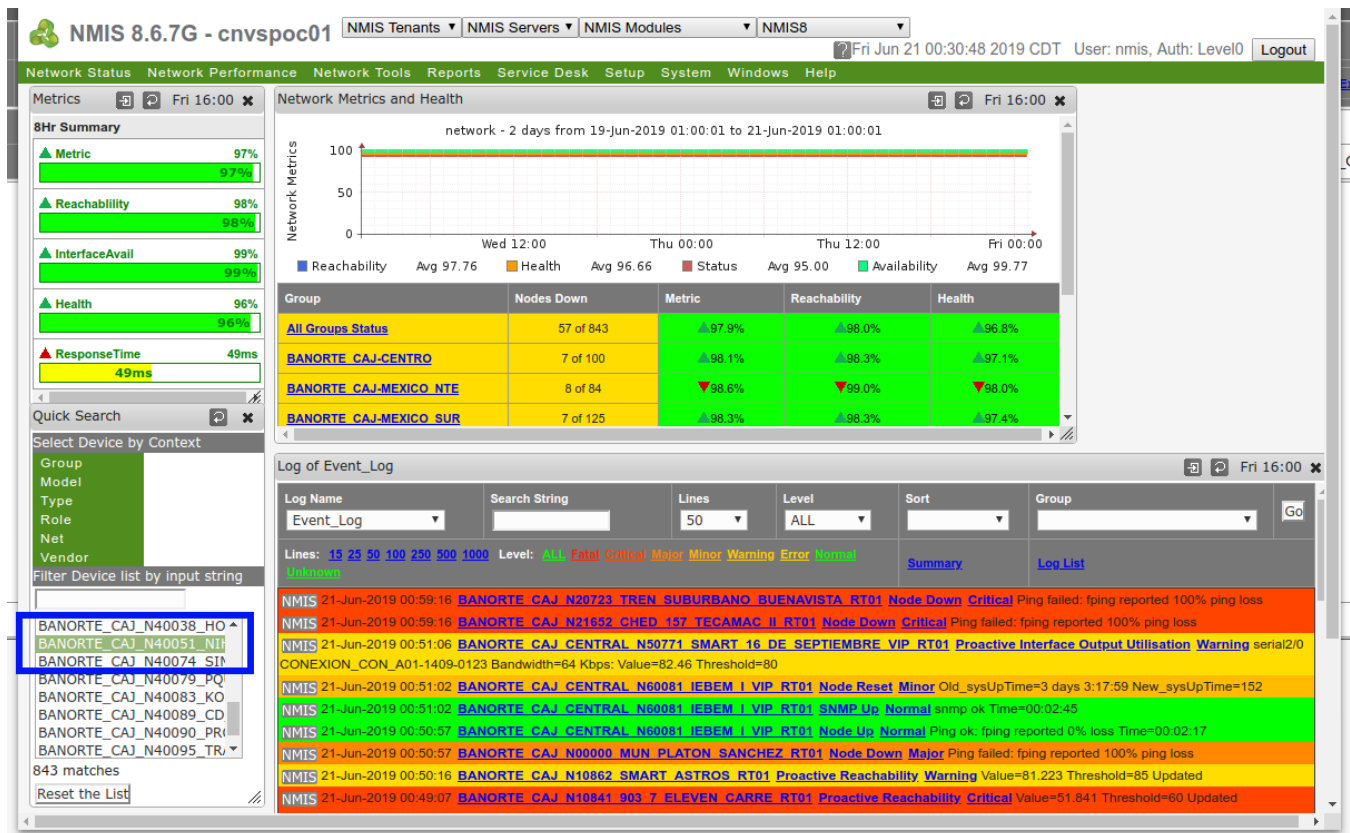 NMIS 8.6.7G - cnvspoc01 NMIS Tenants ▼ NMIS Servers ▼ NMIS Modules ▼ NMIS8 ▼
? Fri Jun 21 00:30:48 2019 CDT User: nmis, Auth: Level0 Logout
Network Status Network Performance Network Tools Reports Service Desk Setup System Windows Help
Metrics Fri 16:00
8Hr Summary
Metric 97%
97%
Reachablility 98%
98%
InterfaceAvail 99%
99%
Health 96%
96%
ResponseTime 49ms
49ms
Network Metrics and Health Fri 16:00
network - 2 days from 19-Jun-2019 01:00:01 to 21-Jun-2019 01:00:01
Network Metrics
100
50
0
Wed 12:00 Thu 00:00 Thu 12:00 Fri 00:00
Reachability Avg 97.76 Health Avg 96.66 Status Avg 95.00 Availability Avg 99.77
Group Nodes Down Metric Reachability Health
All Groups Status 57 of 843 97.9% 98.0% 96.8%
BANORTE_CAJ-CENTRO 7 of 100 98.1% 98.3% 97.1%
BANORTE_CAJ-MEXICO_NTE 8 of 84 98.6% 99.0% 98.0%
BANORTE_CAJ-MEXICO_SUR 7 of 125 98.3% 98.3% 97.4%
Quick Search
Select Device by Context
Group
Model
Type
Role
Net
Vendor
Filter Device list by input string
BANORTE_CAJ_N40038_HO
BANORTE_CAJ_N40051_NIH
BANORTE_CAJ_N40074_SIM
BANORTE_CAJ_N40079_PQ
BANORTE_CAJ_N40083_KO
BANORTE_CAJ_N40089_CD
BANORTE_CAJ_N40090_PR
BANORTE_CAJ_N40095_TR
843 matches
Reset the List
Log of Event_Log Fri 16:00
Log Name Search String Lines Level Sort Group
Event_Log 50 ALL Go
Lines: 15 25 50 100 250 500 1000 Level: ALL Fatal Critical Major Minor Warning Error Normal
Unknown
Summary Log List
NMIS 21-Jun-2019 00:59:16 BANORTE_CAJ_N20723_TREN_SUBURBANO_BUENAVISTA_RT01 Node Down Critical Ping failed: fping reported 100% ping loss
NMIS 21-Jun-2019 00:59:16 BANORTE_CAJ_N21652_CHED_157_TECAMAC_II_RT01 Node Down Critical Ping failed: fping reported 100% ping loss
NMIS 21-Jun-2019 00:51:06 BANORTE_CAJ_CENTRAL_N50771_SMART_16_DE_SEPTIEMBRE_VIP_RT01 Proactive Interface Output Utilisation Warning serial2/0
CONEXION_CON_A01-1409-0123 Bandwidth=64 Kbps: Value=82.46 Threshold=80
NMIS 21-Jun-2019 00:51:02 BANORTE_CAJ_CENTRAL_N60081_IEBEM_I_VIP_RT01 Node Reset Minor Old_sysUpTime=3 days 3:17:59 New_sysUpTime=152
NMIS 21-Jun-2019 00:51:02 BANORTE_CAJ_CENTRAL_N60081_IEBEM_I_VIP_RT01 SNMP Up Normal snmp ok Time=00:02:45
NMIS 21-Jun-2019 00:50:57 BANORTE_CAJ_CENTRAL_N60081_IEBEM_I_VIP_RT01 Node Up Normal Ping ok: fping reported 0% loss Time=00:02:17
NMIS 21-Jun-2019 00:50:57 BANORTE_CAJ_N00000_MUN_PLATON_SANCHEZ_RT01 Node Down Major Ping failed: fping reported 100% ping loss
NMIS 21-Jun-2019 00:50:16 BANORTE_CAJ_N10862_SMART_ASTROS_RT01 Proactive Reachability Warning Value=81.223 Threshold=85 Updated
NMIS 21-Jun-2019 00:49:07 BANORTE_CAJ_N10841_903_7_ELEVEN_CARRE_RT01 Proactive Reachability Critical Value=51.841 Threshold=60 Updated